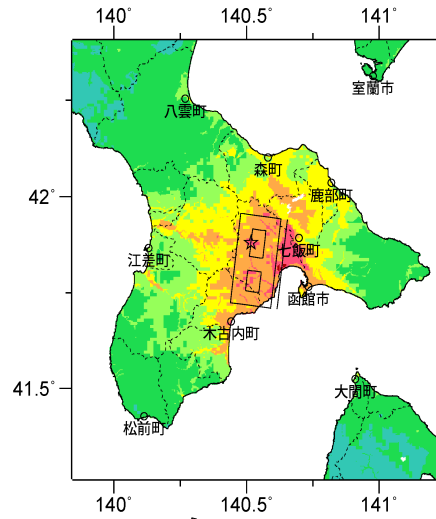 140° 140.5° 141°
室蘭市
八雲町
森町
42°
鹿部町
七飯町
江差町
函館市
木古内町
41.5°
大間町
松前町
140° 140.5° 141°